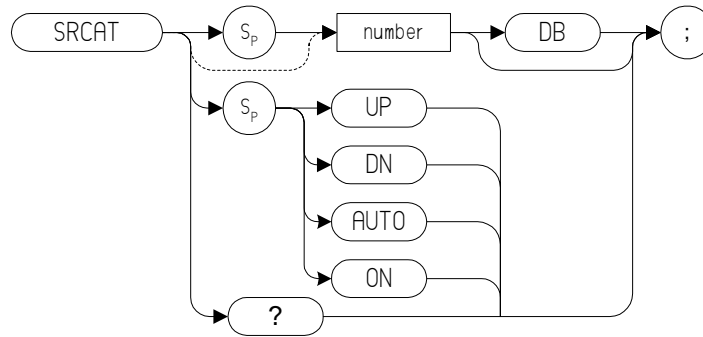 SRCAT Sp number DB ;
Sp UP
DN
AUTO
ON
?